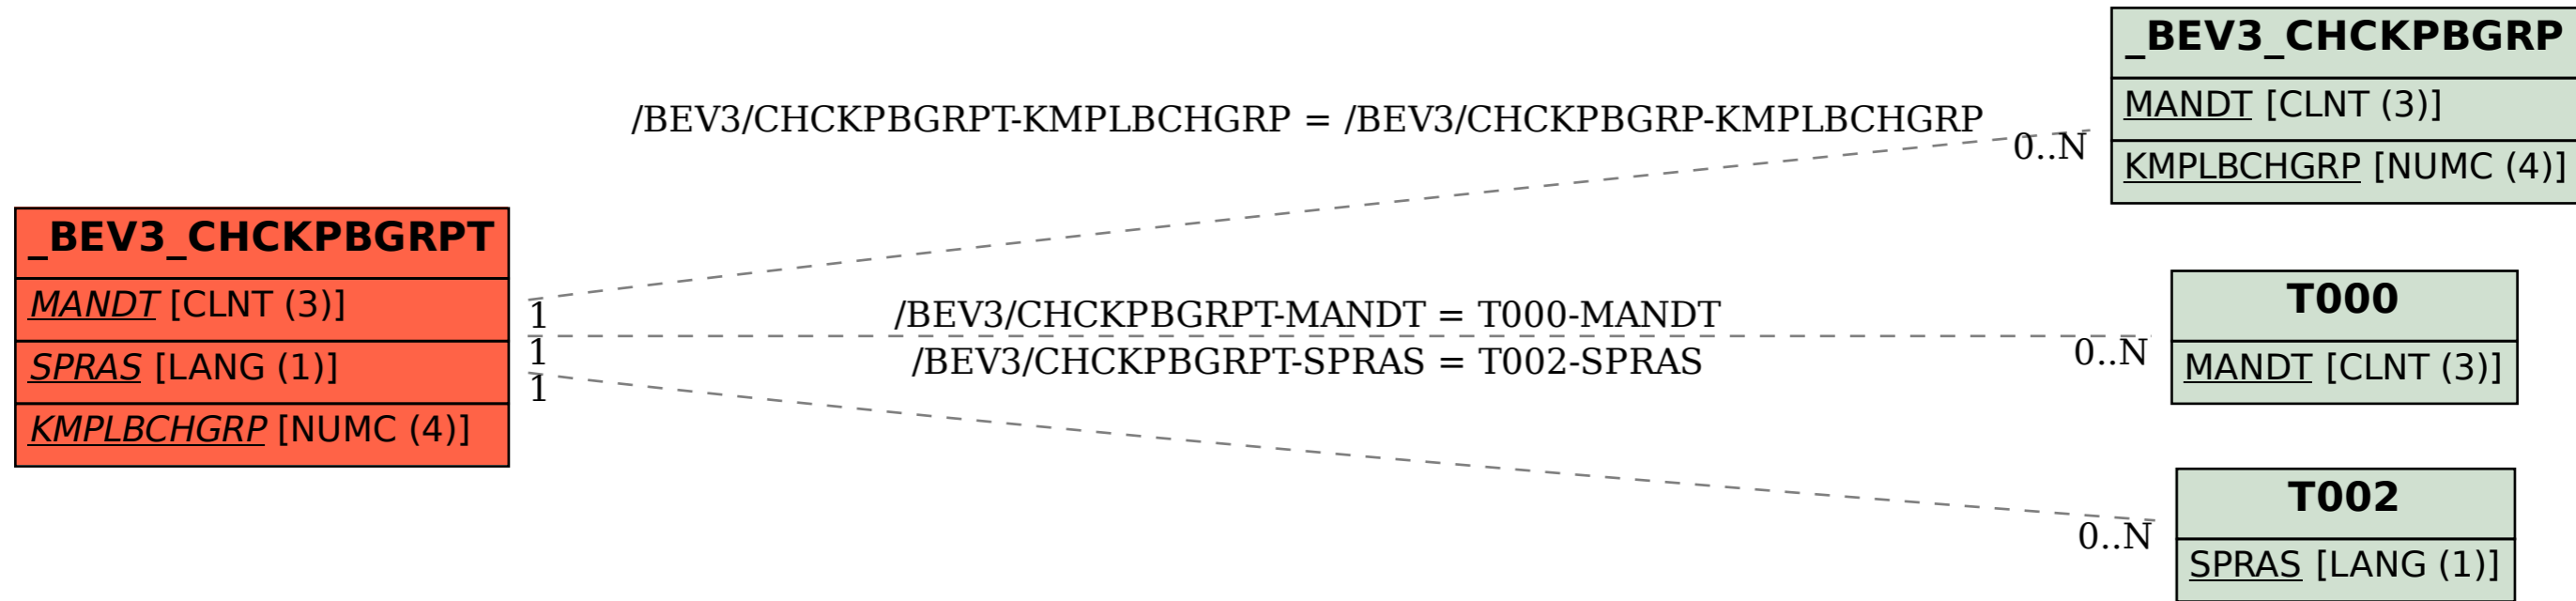 _BEV3_CHCKPBGRPT
MANDT [CLNT (3)]
SPRAS [LANG (1)]
KMPLBCHGRP [NUMC (4)]
/BEV3/CHCKPBGRPT-KMPLBCHGRP = /BEV3/CHCKPBGRP-KMPLBCHGRP
1
0..N
/BEV3/CHCKPBGRPT-MANDT = T000-MANDT
1
0..N
/BEV3/CHCKPBGRPT-SPRAS = T002-SPRAS
1
0..N
_BEV3_CHCKPBGRP
MANDT [CLNT (3)]
KMPLBCHGRP [NUMC (4)]
T000
MANDT [CLNT (3)]
T002
SPRAS [LANG (1)]